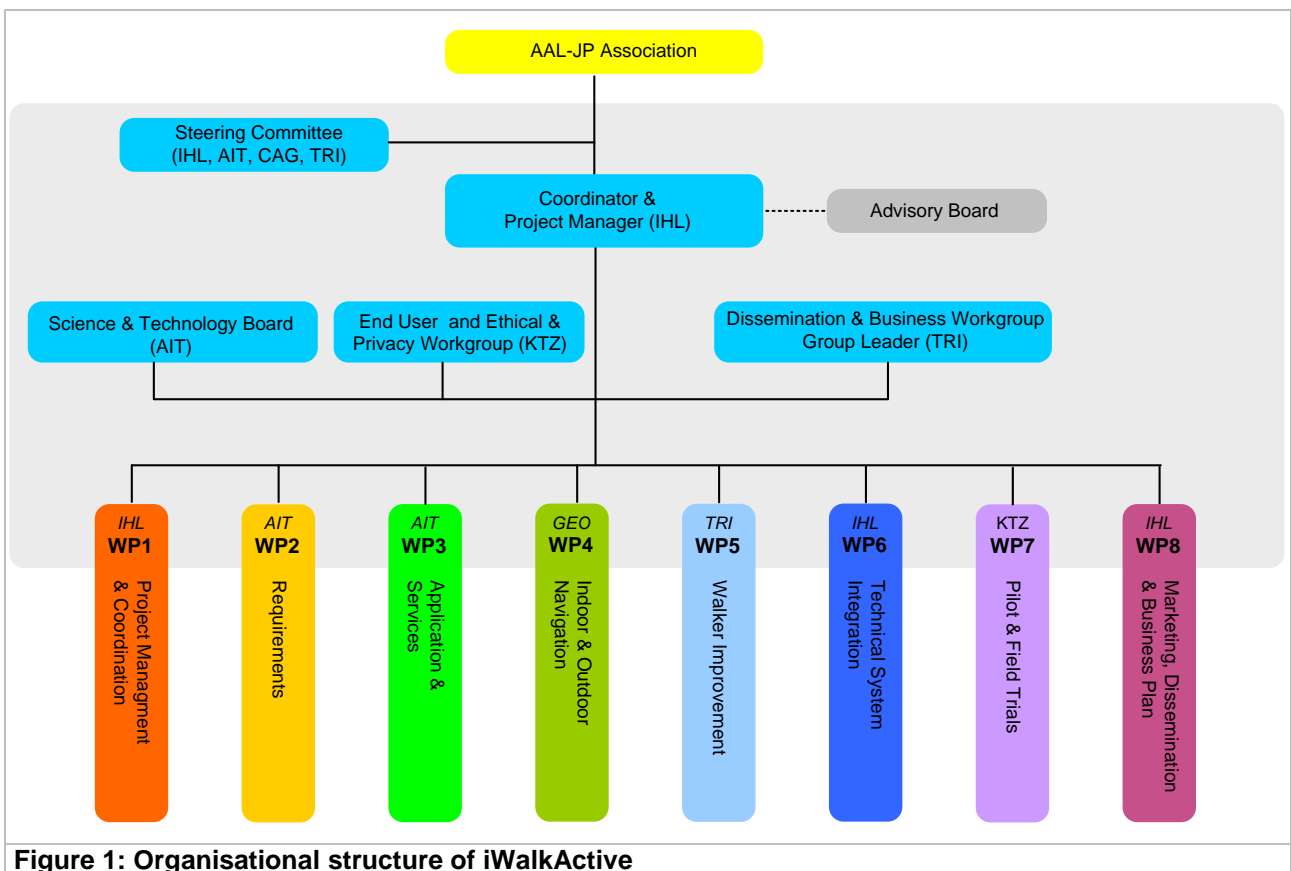 AAL-JP Association
Steering Committee
(IHL, AIT, CAG, TRI)
Coordinator &
Project Manager (IHL)
Advisory Board
Science & Technology Board
(AIT)
End User and Ethical &
Privacy Workgroup (KTZ)
Dissemination & Business Workgroup
Group Leader (TRI)
IHL
WP1
Project Managment
& Coordination
AIT
WP2
Requirements
AIT
WP3
Application &
Services
GEO
WP4
Indoor & Outdoor
Navigation
TRI
WP5
Walker Improvement
IHL
WP6
Technical System
Integration
KTZ
WP7
Pilot & Field Trials
IHL
WP8
Marketing, Dissemination
& Business Plan
Figure 1: Organisational structure of iWalkActive